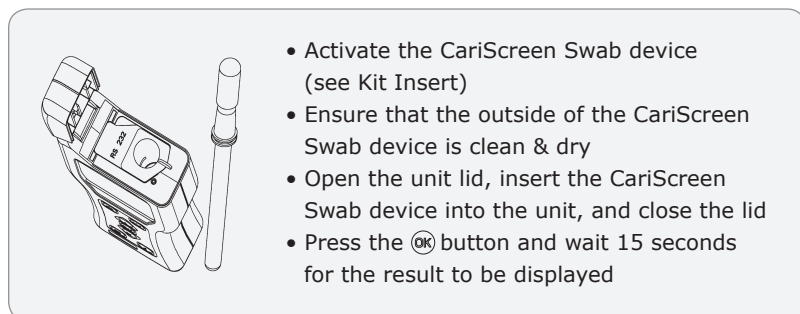 RS 232
• Activate the CariScreen Swab device
(see Kit Insert)
• Ensure that the outside of the CariScreen
Swab device is clean & dry
• Open the unit lid, insert the CariScreen
Swab device into the unit, and close the lid
• Press the OK button and wait 15 seconds
for the result to be displayed